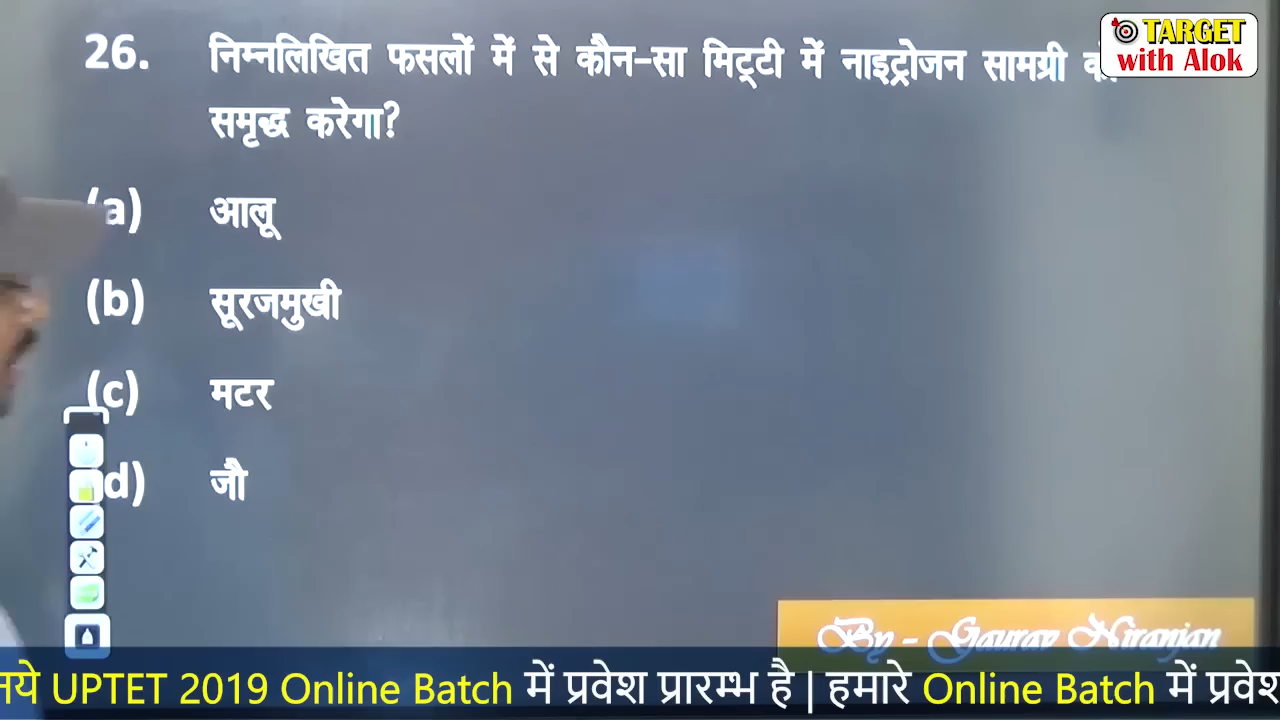 TARGET
with Alok
26. निम्नलिखित फसलों में से कौन-सा मिट्टी में नाइट्रोजन सामग्री
समृद्ध करेगा?
(a) आलू
(b) सूरजमुखी
(c) मटर
(d) जौ
By - Gaurav Niranjan
नये UPTET 2019 Online Batch में प्रवेश प्रारम्भ है | हमारे Online Batch में प्रवेश